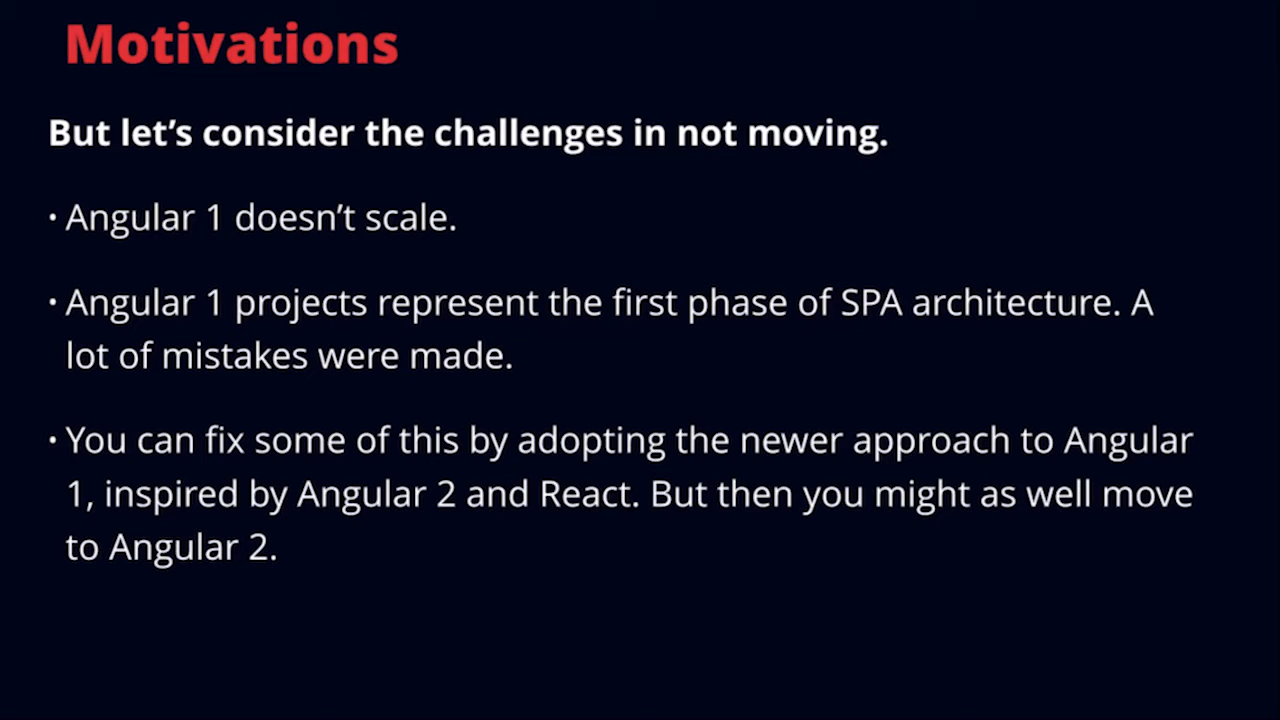 Motivations
But let’s consider the challenges in not moving.
• Angular 1 doesn’t scale.
• Angular 1 projects represent the first phase of SPA architecture. A
lot of mistakes were made.
• You can fix some of this by adopting the newer approach to Angular
1, inspired by Angular 2 and React. But then you might as well move
to Angular 2.